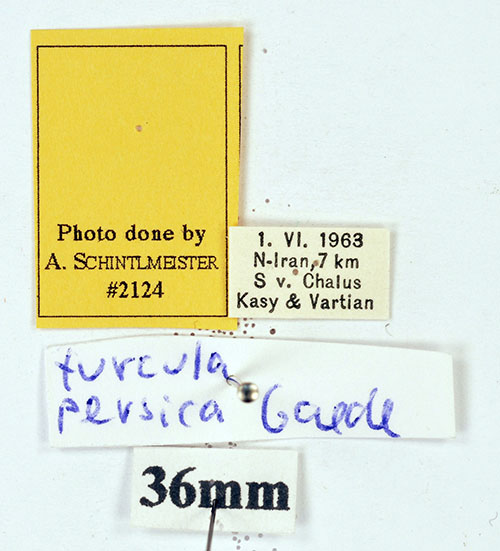 Photo done by
A. SCHINTLMEISTER
#2124
1. VI. 1963
N-Iran, 7 km
S v. Chalus
Kasy & Vartian
furcula
persica Gaede
36mm